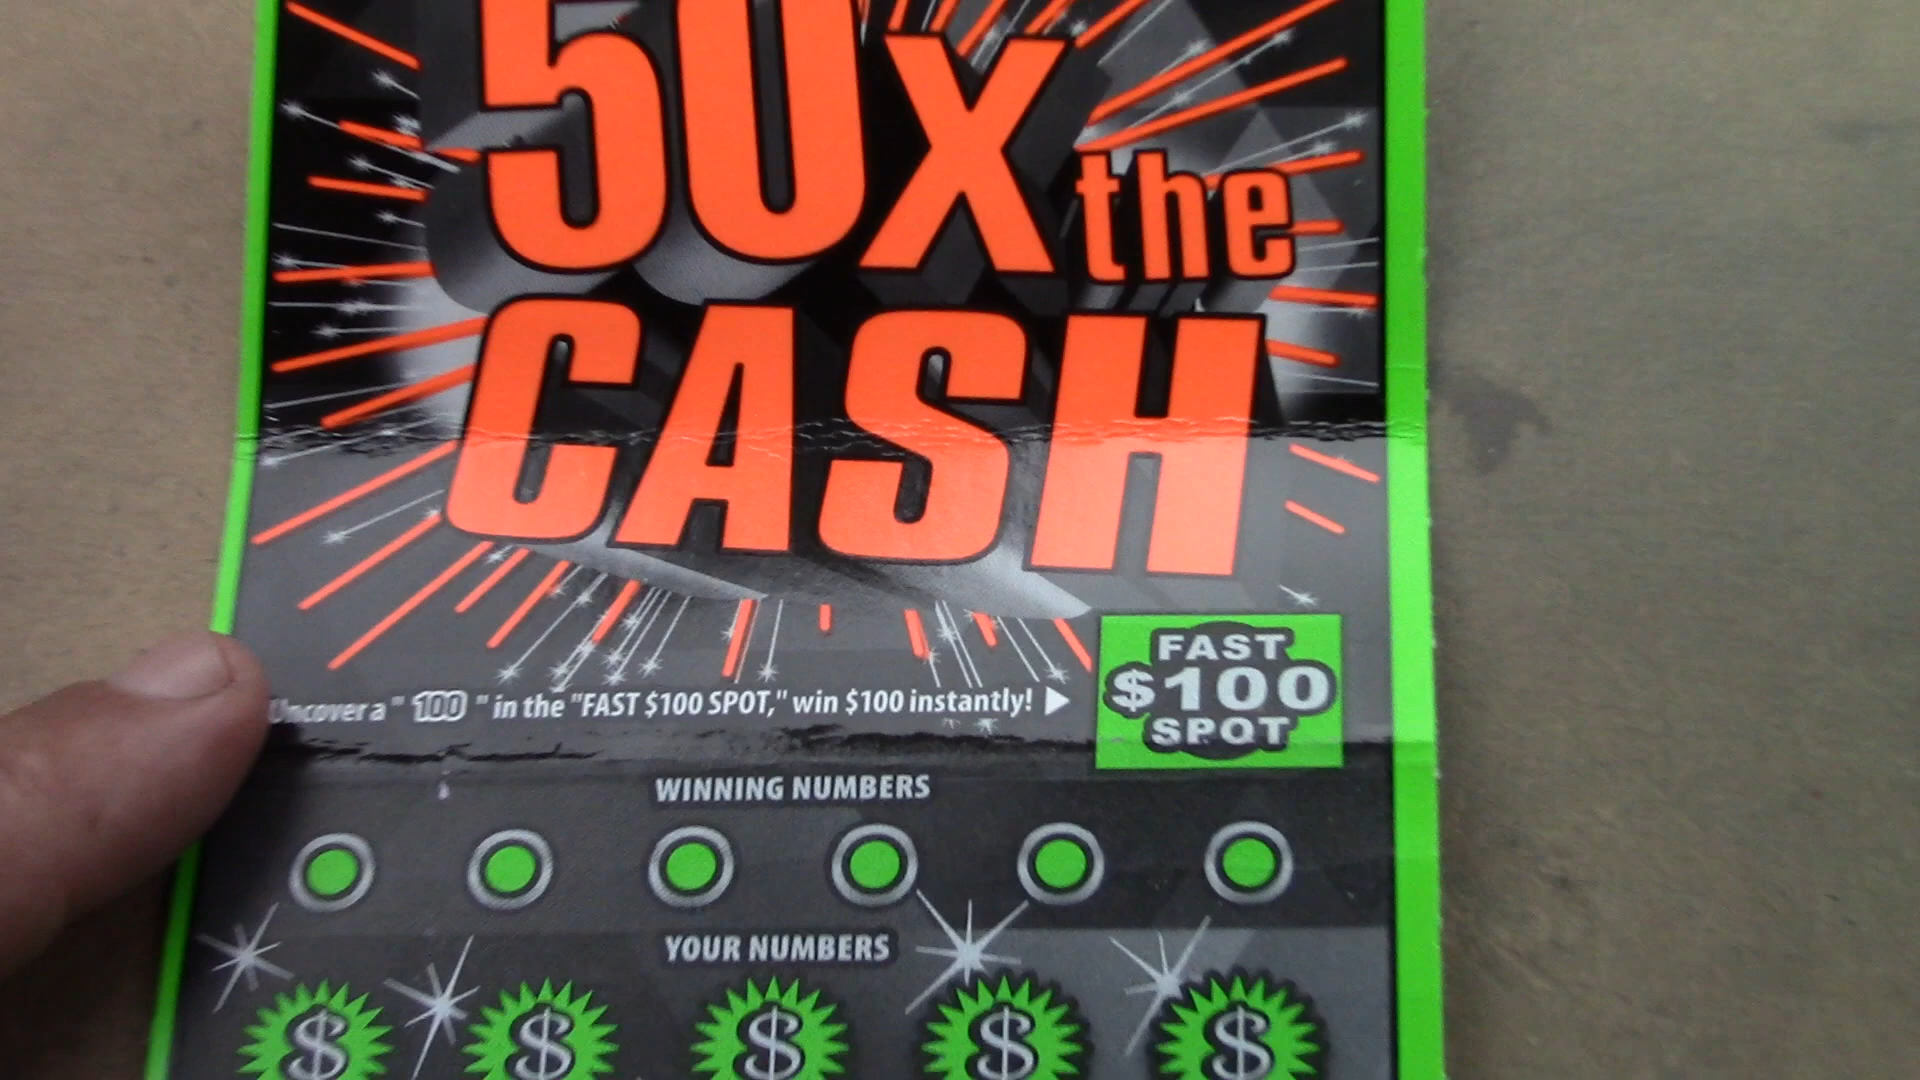 50X the
CASH
Uncover a " 100 " in the "FAST $100 SPOT," win $100 instantly!
FAST
$100
SPOT
WINNING NUMBERS
YOUR NUMBERS
$ $ $ $ $